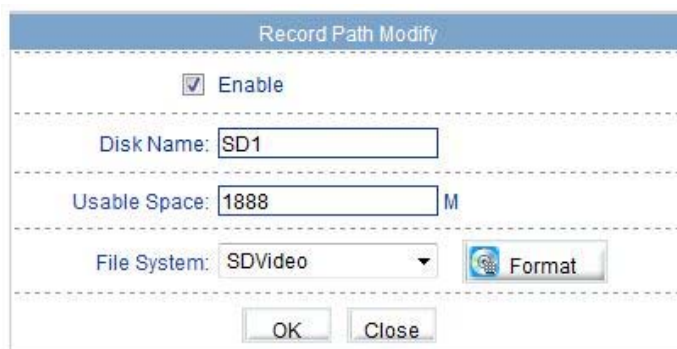 Record Path Modify
Enable
Disk Name: SD1
Usable Space: 1888 M
File System: SDVideo Format
OK Close